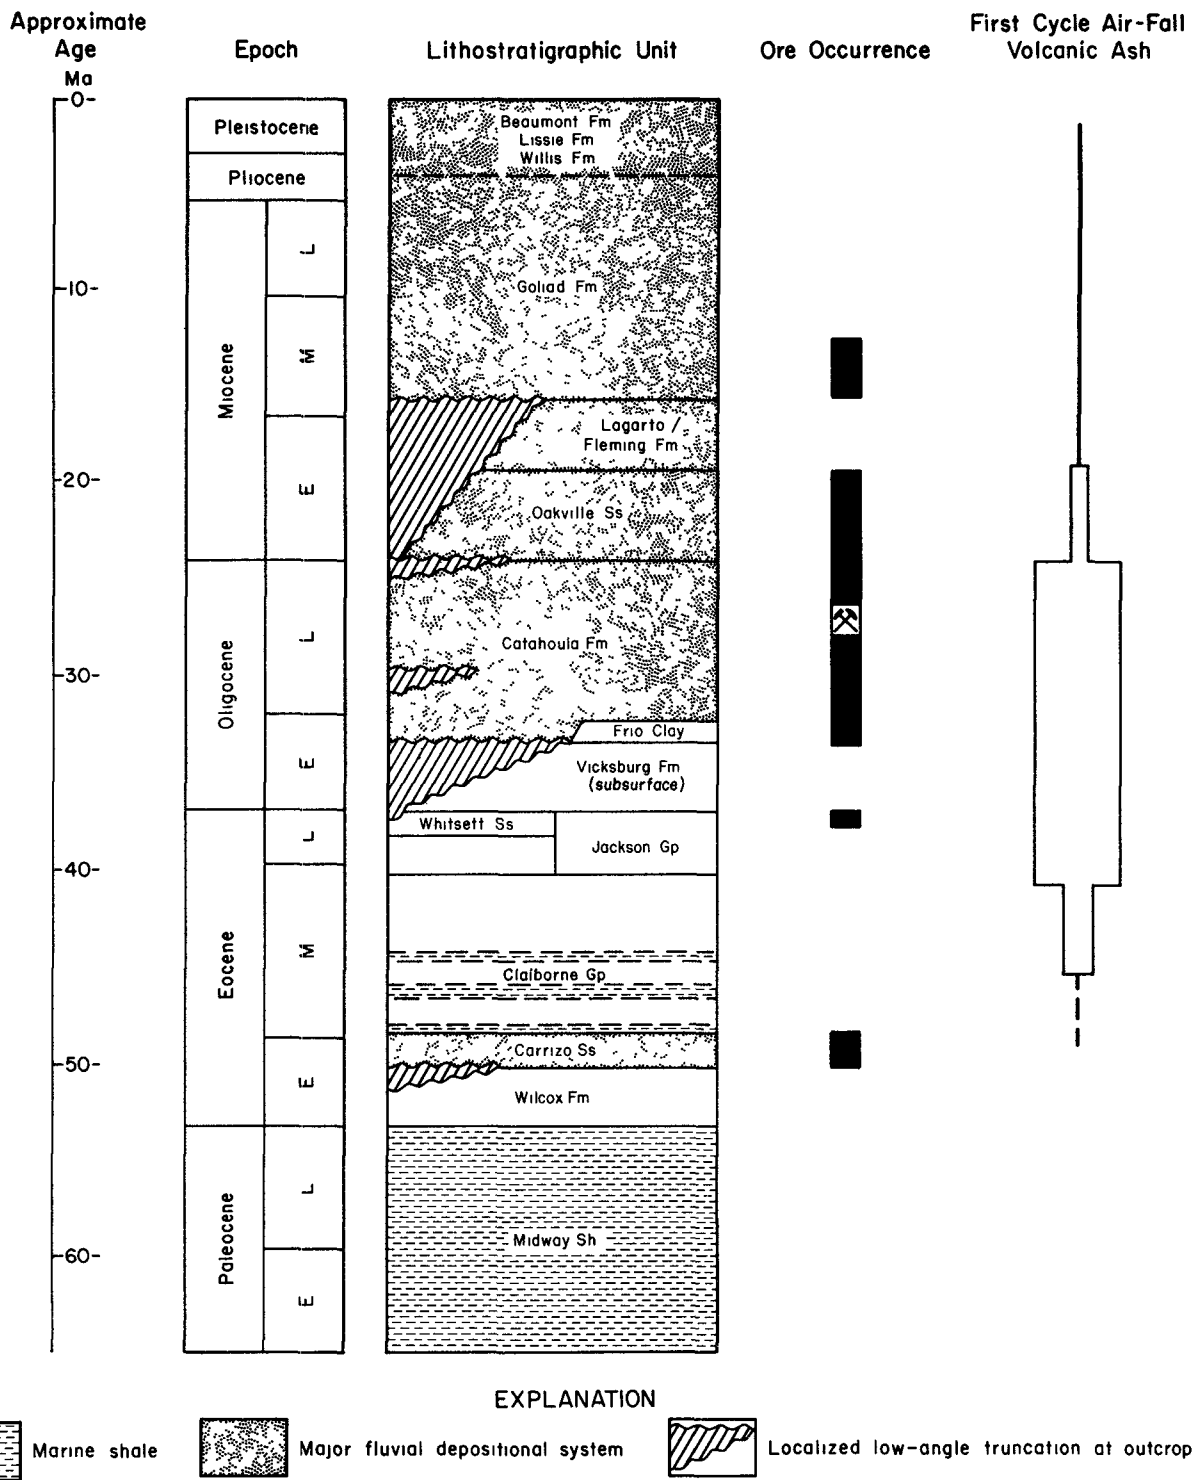 Approximate
Age
Ma
Epoch
Lithostratigraphic Unit
Ore Occurrence
First Cycle Air-Fall
Volcanic Ash
-0-
-10-
-20-
-30-
-40-
-50-
-60-
Pleistocene
Pliocene
Miocene
L
M
E
Oligocene
L
E
Eocene
L
M
E
Paleocene
L
E
Beaumont Fm
Lissie Fm
Willis Fm
Goliad Fm
Lagarto /
Fleming Fm
Oakville Ss
Catahoula Fm
Frio Clay
Vicksburg Fm
(subsurface)
Whitsett Ss
Jackson Gp
Claiborne Gp
Carrizo Ss
Wilcox Fm
Midway Sh
EXPLANATION
Marine shale
Major fluvial depositional system
Localized low-angle truncation at outcrop